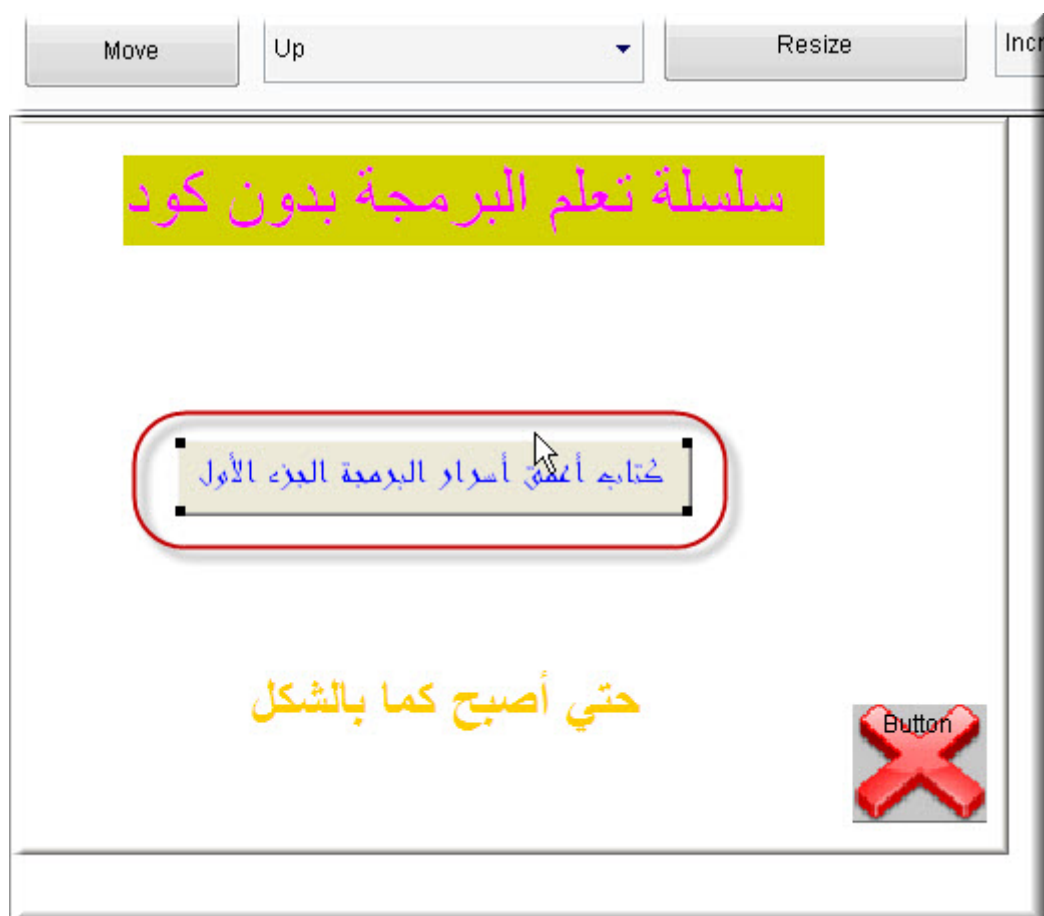 Move Up Resize Incr
سلسلة تعلم البرمجة بدون كود
كتاب أعمق أسرار البرمجة الجزء الأول
حتي أصبح كما بالشكل
Button